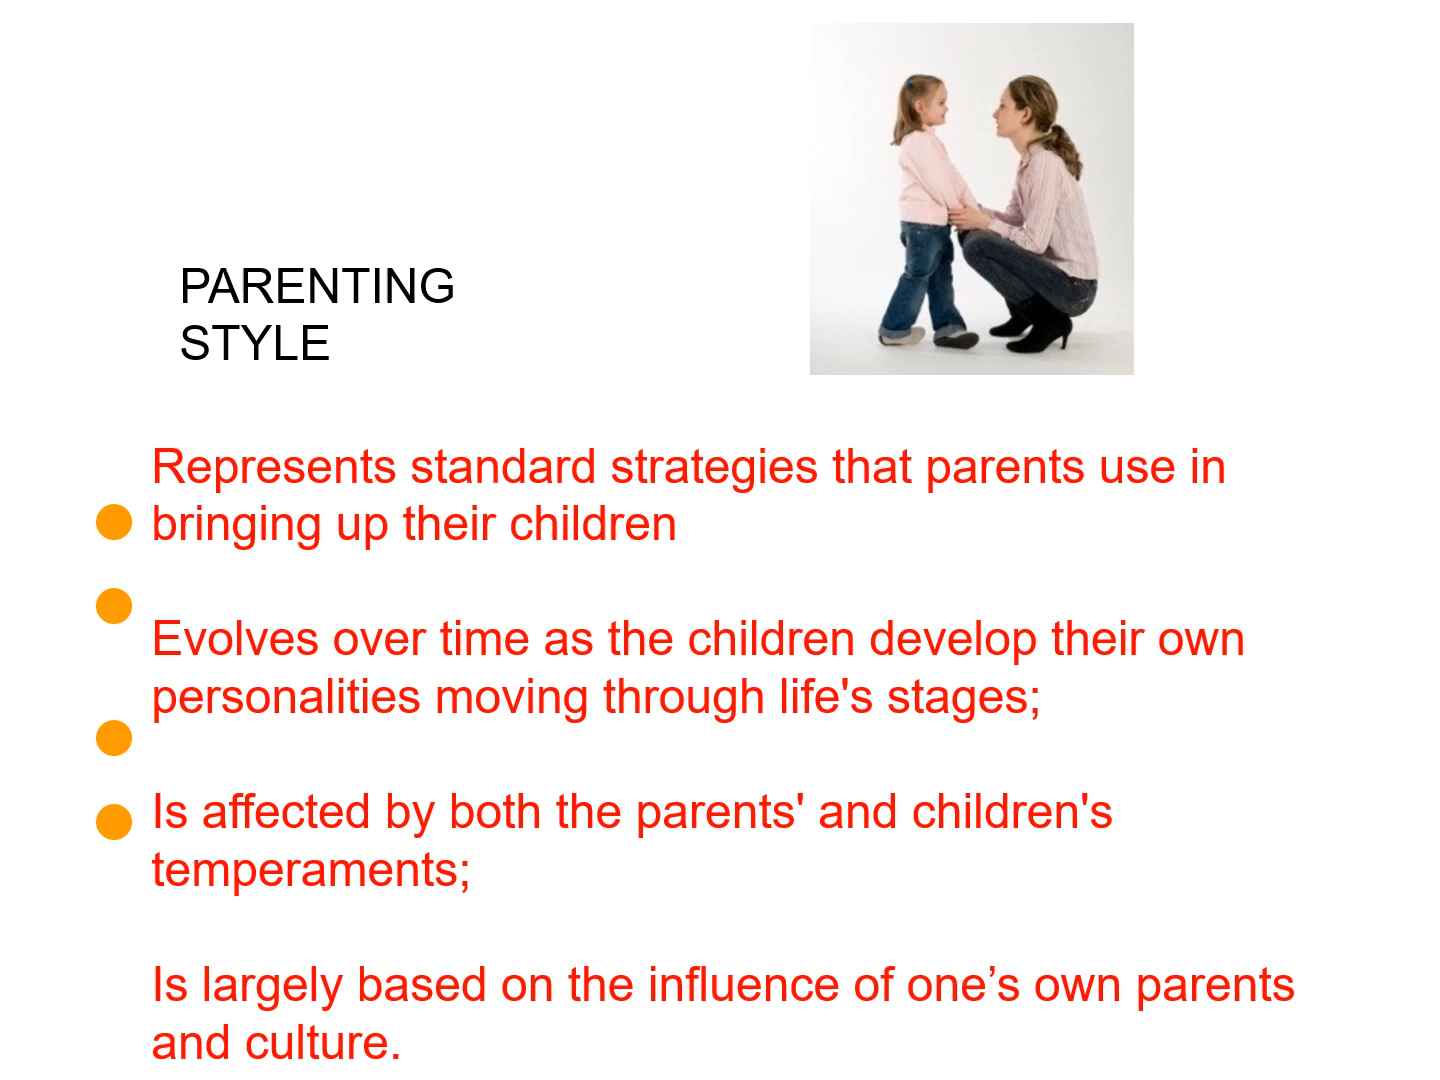 PARENTING
STYLE
Represents standard strategies that parents use in
bringing up their children
Evolves over time as the children develop their own
personalities moving through life's stages;
Is affected by both the parents' and children's
temperaments;
Is largely based on the influence of one’s own parents
and culture.